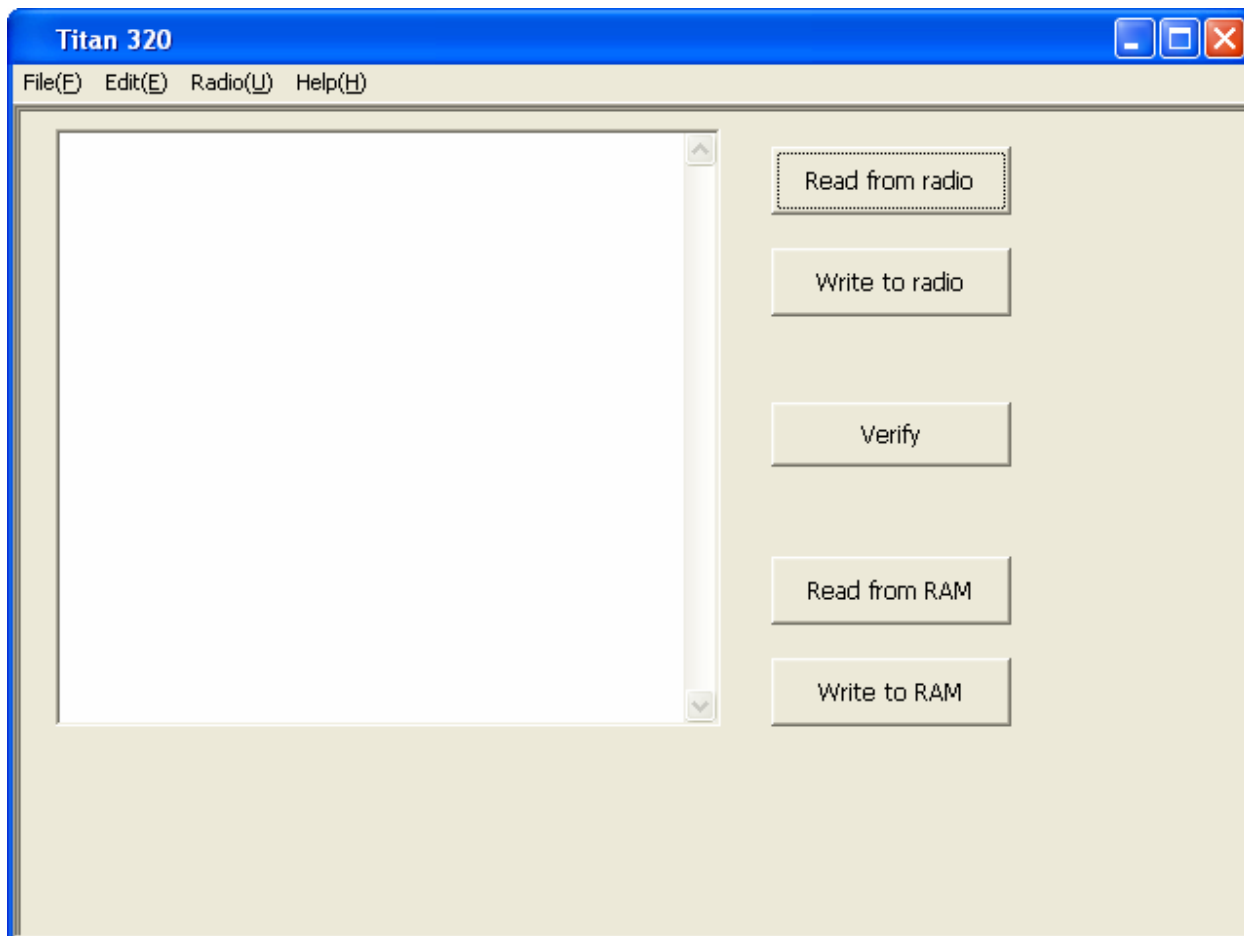 Titan 320
File(F) Edit(E) Radio(U) Help(H)
Read from radio
Write to radio
Verify
Read from RAM
Write to RAM